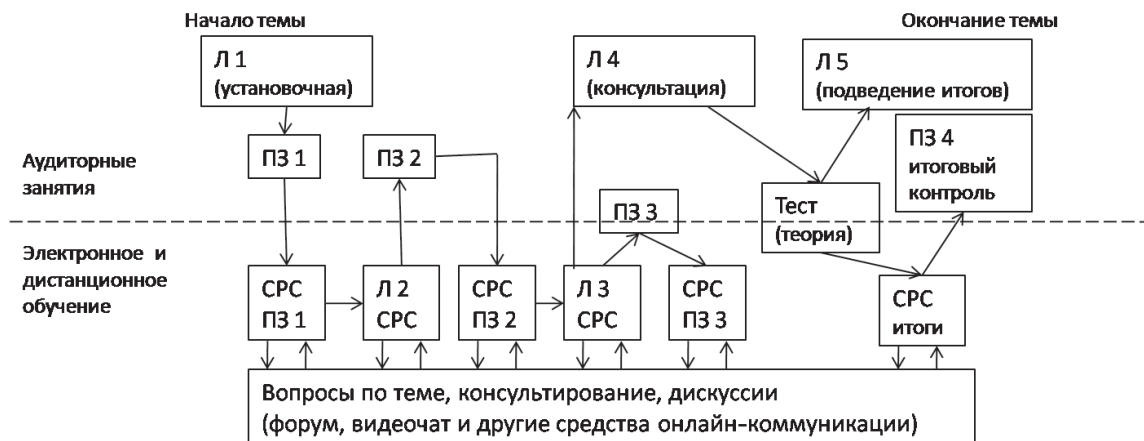 Начало темы
Окончание темы
Л 1
(установочная)
Л 4
(консультация)
Л 5
(подведение итогов)
Аудиторные
занятия
ПЗ 1
ПЗ 2
ПЗ 4
итоговый
контроль
ПЗ 3
Тест
(теория)
Электронное и
дистанционное
обучение
СРС
ПЗ 1
Л 2
СРС
СРС
ПЗ 2
Л 3
СРС
СРС
ПЗ 3
СРС
итоги
Вопросы по теме, консультирование, дискуссии
(форум, видеочат и другие средства онлайн-коммуникации)